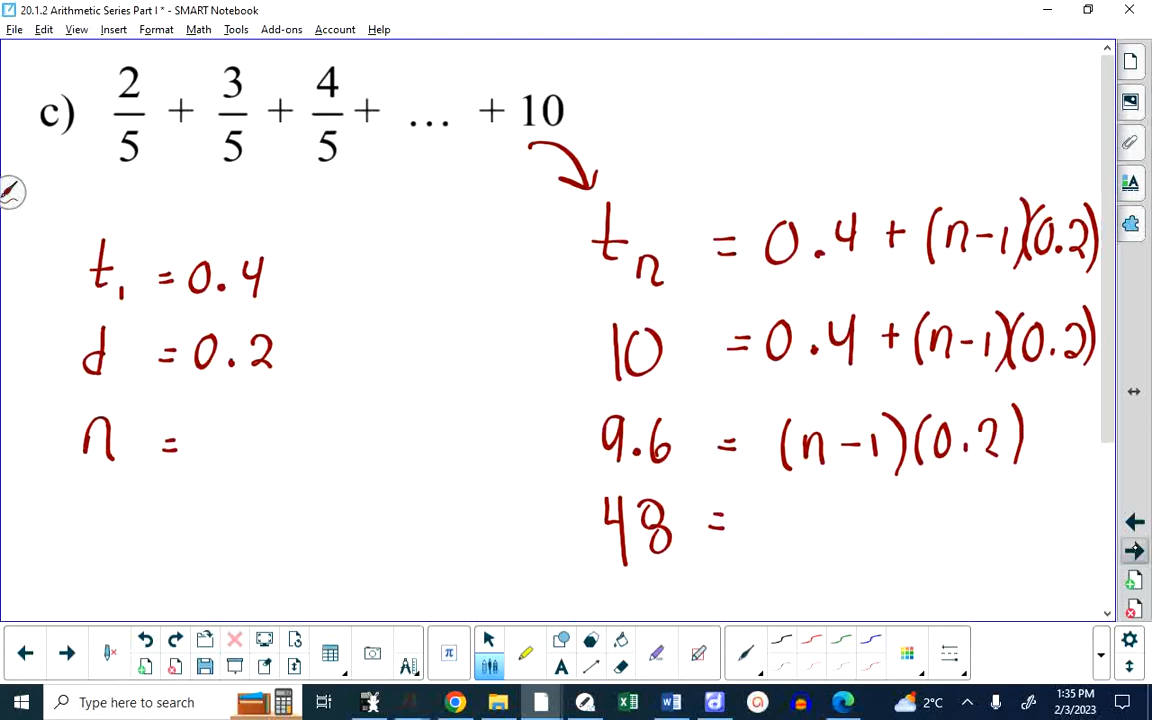 20.1.2 Arithmetic Series Part I * - SMART Notebook
File Edit View Insert Format Math Tools Add-ons Account Help
c) 2/5 + 3/5 + 4/5 + … + 10
tₙ = 0.4 + (n-1)(0.2)
t₁ = 0.4
10 = 0.4 + (n-1)(0.2)
d = 0.2
9.6 = (n-1)(0.2)
n =
48 =
π
A
Type here to search
2°C
1:35 PM
2/3/2023